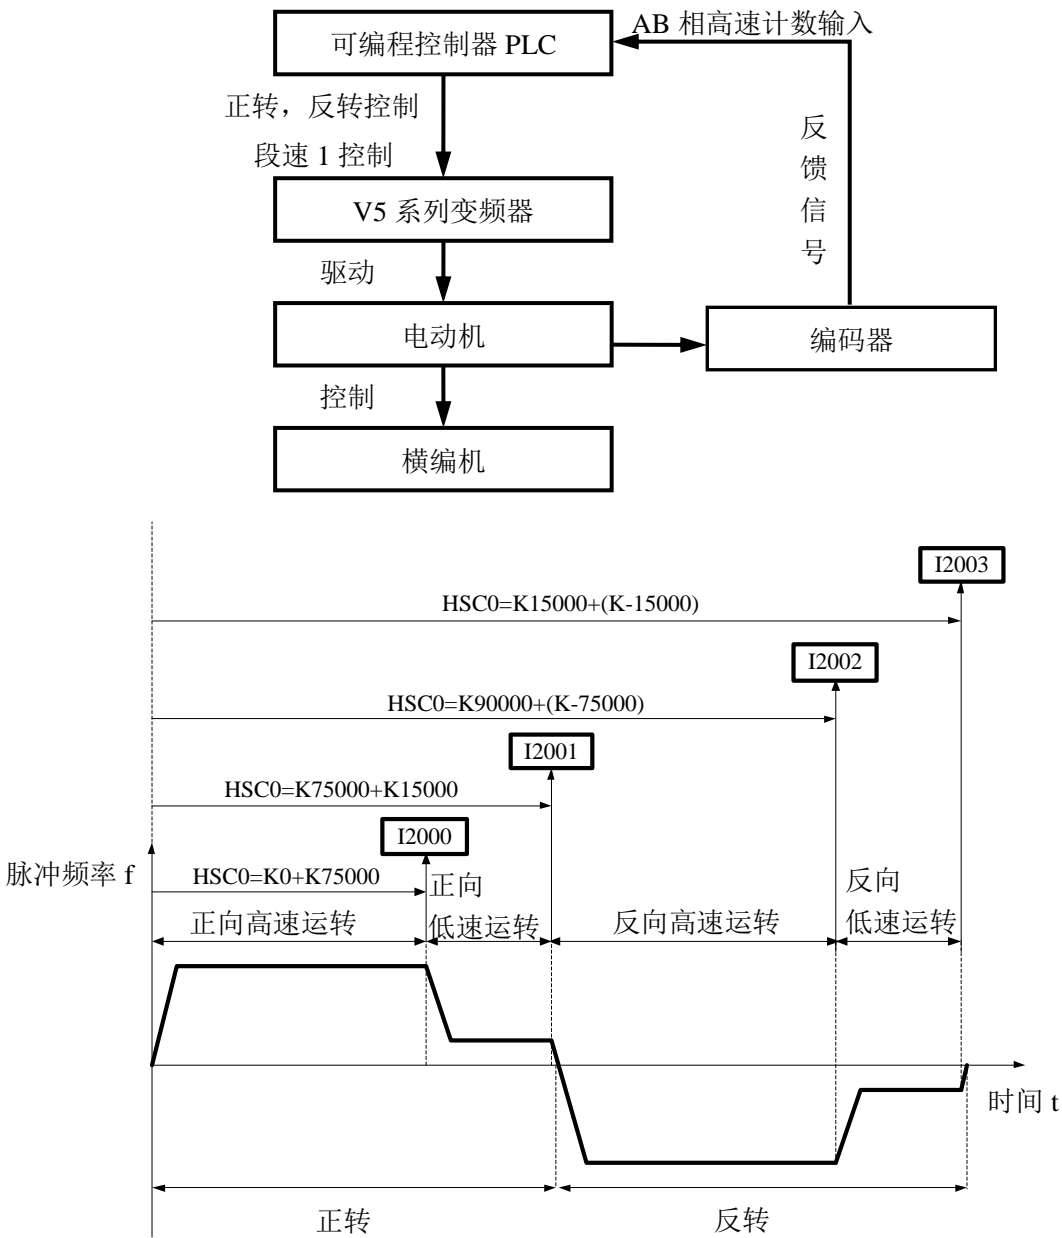 AB 相高速计数输入
可编程控制器 PLC
正转，反转控制
段速 1 控制
反
馈
信
号
V5 系列变频器
驱动
电动机
编码器
控制
横编机
I2003
HSC0=K15000+(K-15000)
I2002
HSC0=K90000+(K-75000)
I2001
HSC0=K75000+K15000
I2000
脉冲频率 f
HSC0=K0+K75000
正向
反向
正向高速运转
低速运转
反向高速运转
低速运转
时间 t
正转
反转